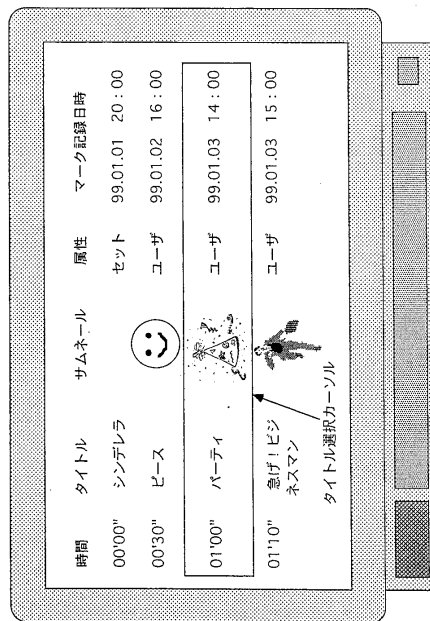 時間 タイトル サムネール 属性 マーク記録日時
00'00" シンデレラ セット 99.01.01 20:00
00'30" ピース ユーザ 99.01.02 16:00
01'00" パーティ ユーザ 99.01.03 14:00
01'10" 急げ!ビジ ユーザ 99.01.03 15:00
ネスマン
タイトル選択カーソル